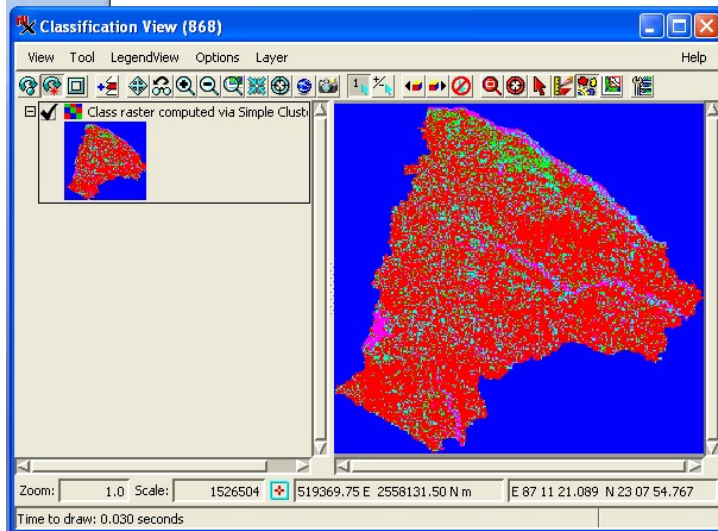 Classification View (868)
View Tool LegendView Options Layer Help
Class raster computed via Simple Clust
Zoom: 1.0 Scale: 1526504 519369.75 E 2558131.50 N m E 87 11 21.089 N 23 07 54.767
Time to draw: 0.030 seconds